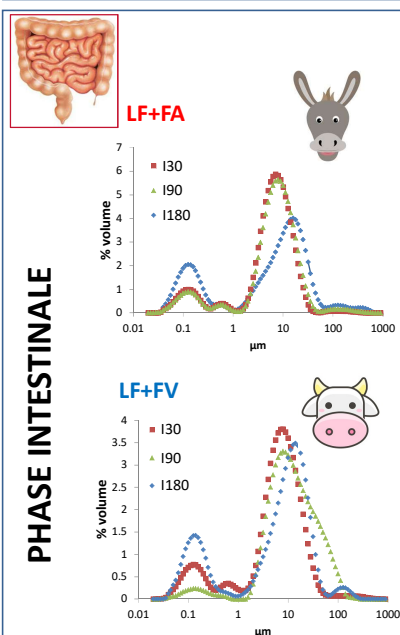 LF+FA
7
6
5
4
3
2
1
0
% volume
I30
I90
I180
0.01 0.1 1 10 100 1000
µm
PHASE INTESTINALE
LF+FV
4
3.5
3
2.5
2
1.5
1
0.5
0
% volume
I30
I90
I180
0.01 0.1 1 10 100 1000
µm